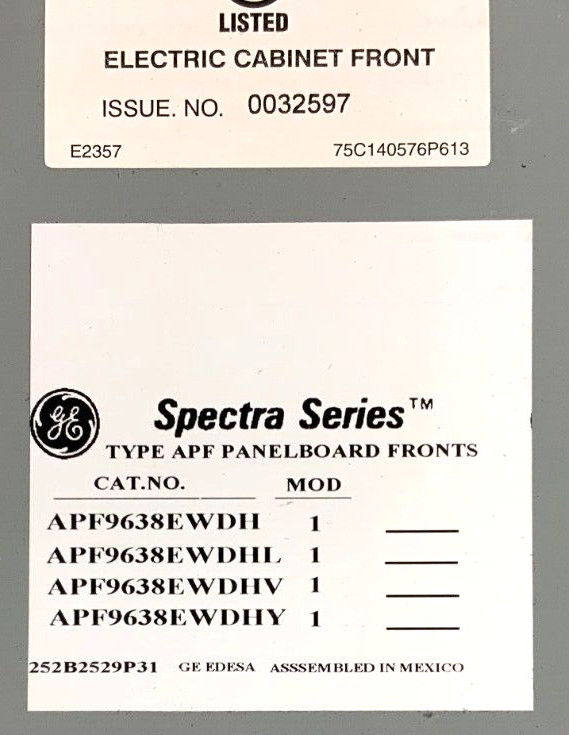 LISTED
ELECTRIC CABINET FRONT
ISSUE. NO. 0032597
E2357 75C140576P613
GE Spectra Series™
TYPE APF PANELBOARD FRONTS
CAT.NO. MOD
APF9638EWDH 1
APF9638EWDHL 1
APF9638EWDHV 1
APF9638EWDHY 1
252B2529P31 GE EDESA ASSSEMBLED IN MEXICO